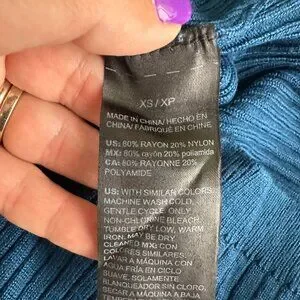 XS/XP
MADE IN CHINA/HECHO EN
CHINA/FABRIQUÉ EN CHINE
US: 80% RAYON 20% NYLON
MX: 80% rayón 20% poliamida
CA: 80% RAYONNE 20%
POLYAMIDE
US: WITH SIMILAR COLORS,
MACHINE WASH COLD,
GENTLE CYCLE. ONLY
NON-CHLORINE BLEACH.
TUMBLE DRY LOW, WARM
IRON. MAY BE DRY
CLEANED MX: CON
COLORES SIMILARES.
LAVAR A MÁQUINA CON
AGUA FRÍA EN CICLO
SUAVE. SOLO
BLANQUEADOR SIN CLORO.
A MÁQUINA A BAJA